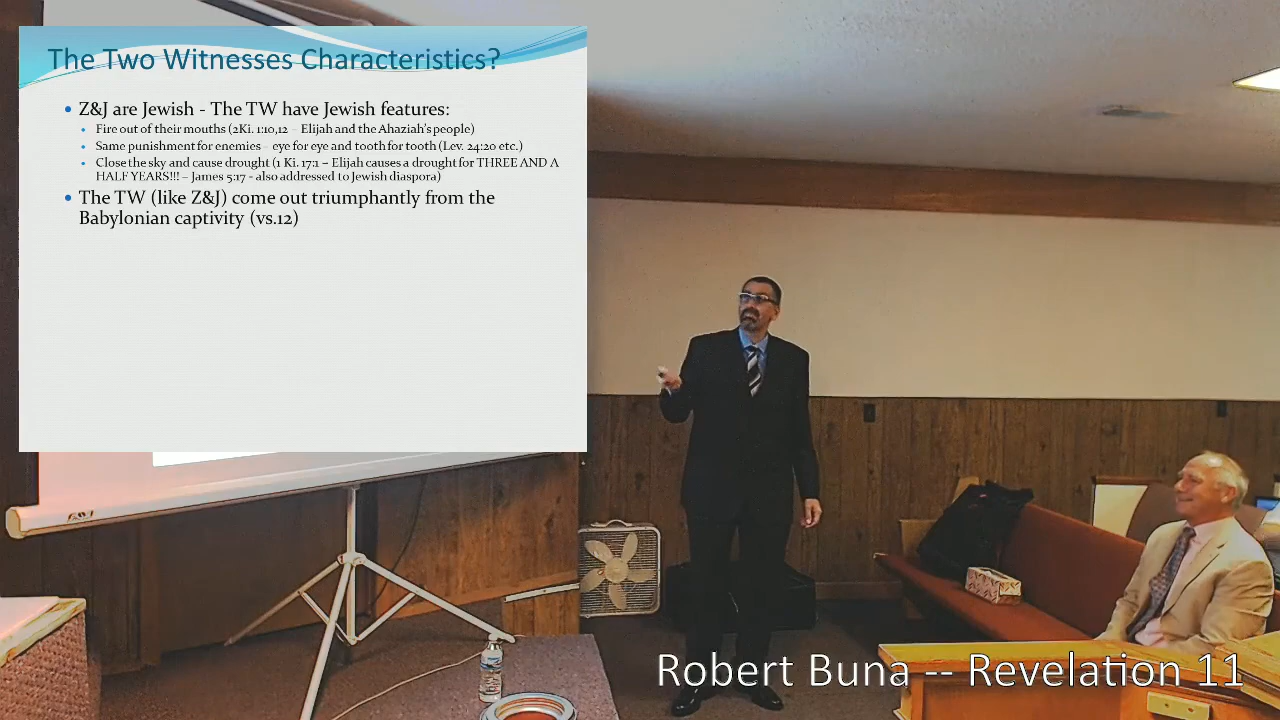 The Two Witnesses Characteristics?
• Z&J are Jewish - The TW have Jewish features:
• Fire out of their mouths (2Ki. 1:10,12 – Elijah and the Ahaziah's people)
• Same punishment for enemies – eye for eye and tooth for tooth (Lev. 24:20 etc.)
• Close the sky and cause drought (1 Ki. 17:1 – Elijah causes a drought for THREE AND A
HALF YEARS!!! – James 5:17 - also addressed to Jewish diaspora)
• The TW (like Z&J) come out triumphantly from the
Babylonian captivity (vs.12)
Robert Buna -- Revelation 11